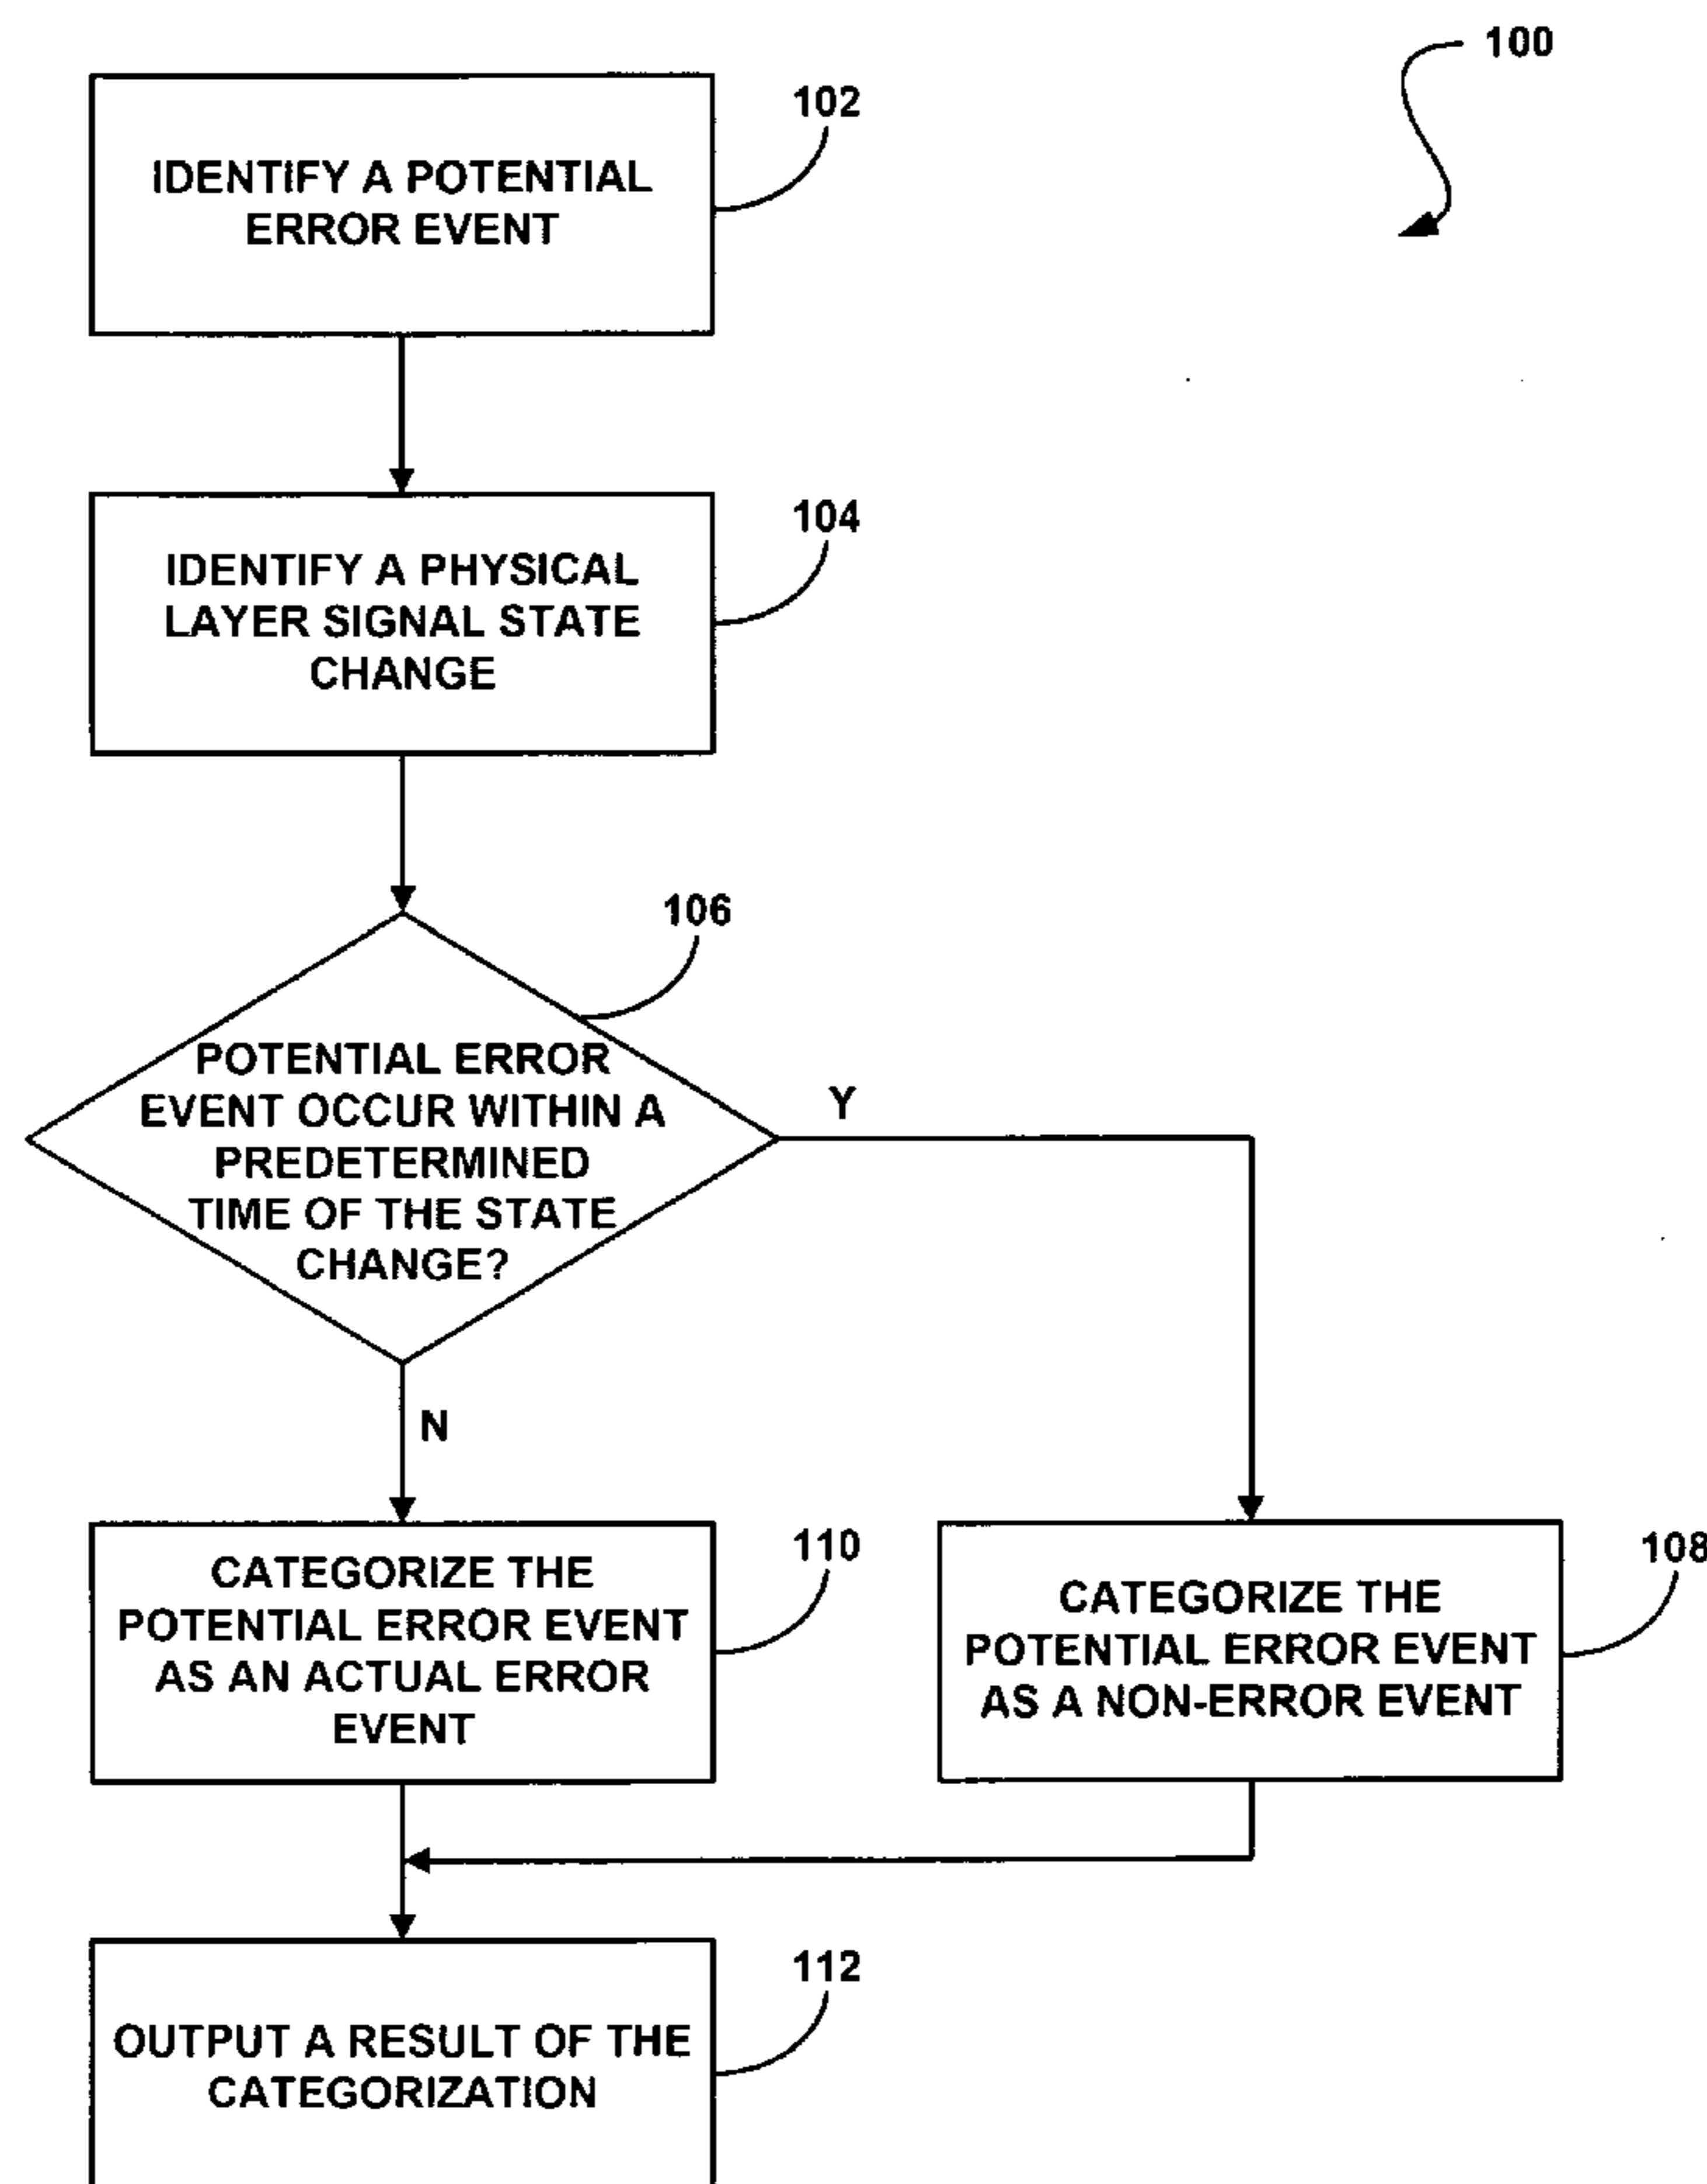 100
102
IDENTIFY A POTENTIAL
ERROR EVENT
104
IDENTIFY A PHYSICAL
LAYER SIGNAL STATE
CHANGE
106
POTENTIAL ERROR
EVENT OCCUR WITHIN A
PREDETERMINED
TIME OF THE STATE
CHANGE?
Y
N
110
CATEGORIZE THE
POTENTIAL ERROR EVENT
AS AN ACTUAL ERROR
EVENT
108
CATEGORIZE THE
POTENTIAL ERROR EVENT
AS A NON-ERROR EVENT
112
OUTPUT A RESULT OF THE
CATEGORIZATION